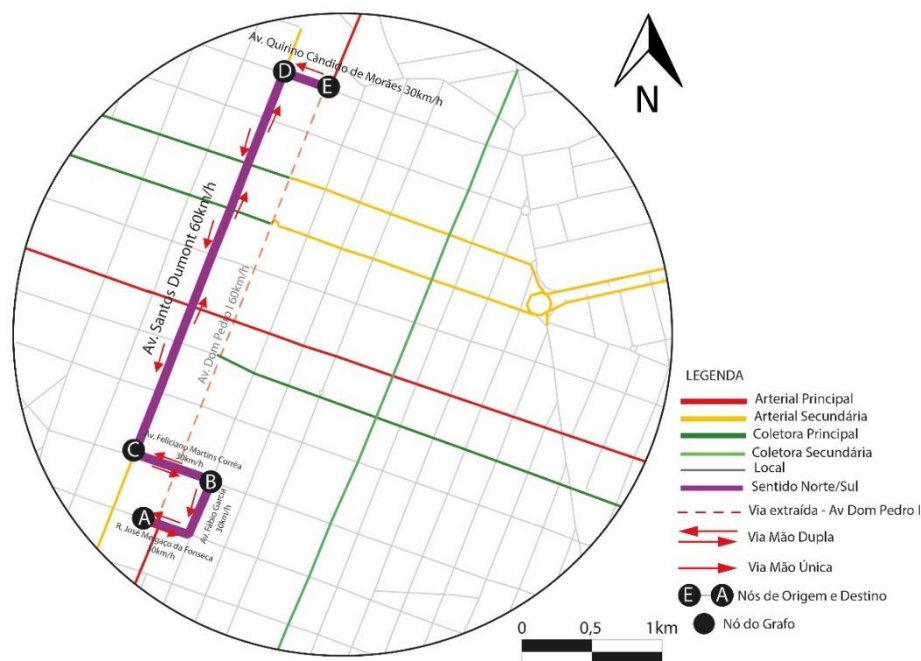 Av. Quirino Cândido de Morães 30km/h
D
E
N
Av. Santos Dumont 60km/h
Av. Dom Pedro I 60km/h
C
Av. Feliciano Martins Corrêa
30km/h
B
Av. Fábio Garcia
30km/h
A
R. José Melgaço da Fonseca
30km/h
LEGENDA
Arterial Principal
Arterial Secundária
Coletora Principal
Coletora Secundária
Local
Sentido Norte/Sul
Via extraída - Av Dom Pedro I
Via Mão Dupla
Via Mão Única
E A Nós de Origem e Destino
Nó do Grafo
0 0,5 1km